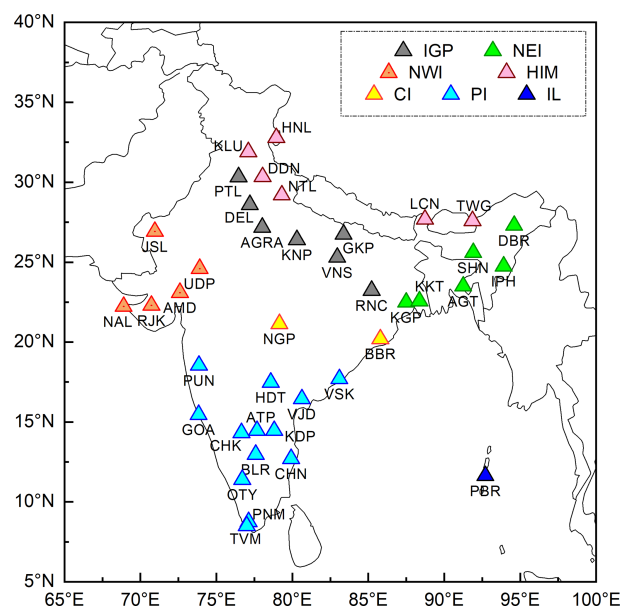 40°N
IGP NEI
NWI HIM
CI PI IL
35°N
HNL
KLU
DDN
30°N
PTL NTL
LCN TWG
DEL
DBR
AGRA GKP
JSL KNP
SHN
25°N
VNS
IPH
UDP
KKT
RNC AGT
AMD
KGP
NAL RJK
NGP
20°N
BBR
PUN
VSK
HDT
15°N
ATP VJD
GOA
KDP
CHK
BLR CHN
OTY PBR
10°N
PNM
TVM
5°N
65°E 70°E 75°E 80°E 85°E 90°E 95°E 100°E